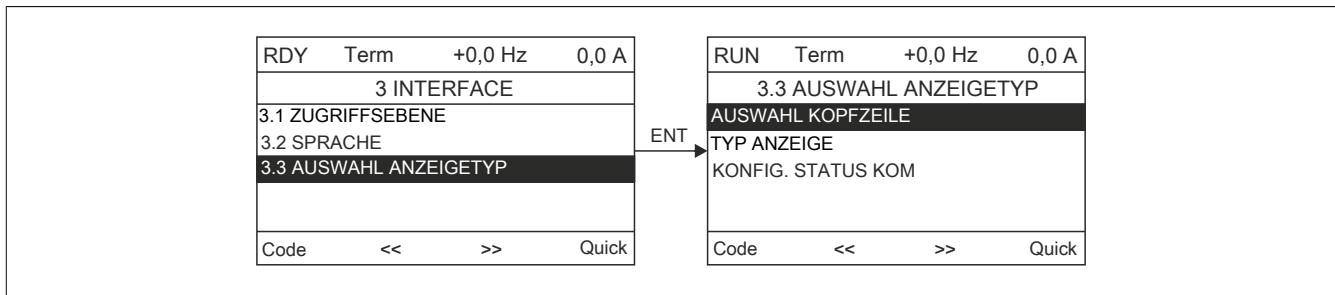 RDY Term +0,0 Hz 0,0 A
3 INTERFACE
3.1 ZUGRIFFSEBENE
3.2 SPRACHE
3.3 AUSWAHL ANZEIGETYP
Code << >> Quick
ENT
RUN Term +0,0 Hz 0,0 A
3.3 AUSWAHL ANZEIGETYP
AUSWAHL KOPFZEILE
TYP ANZEIGE
KONFIG. STATUS KOM
Code << >> Quick